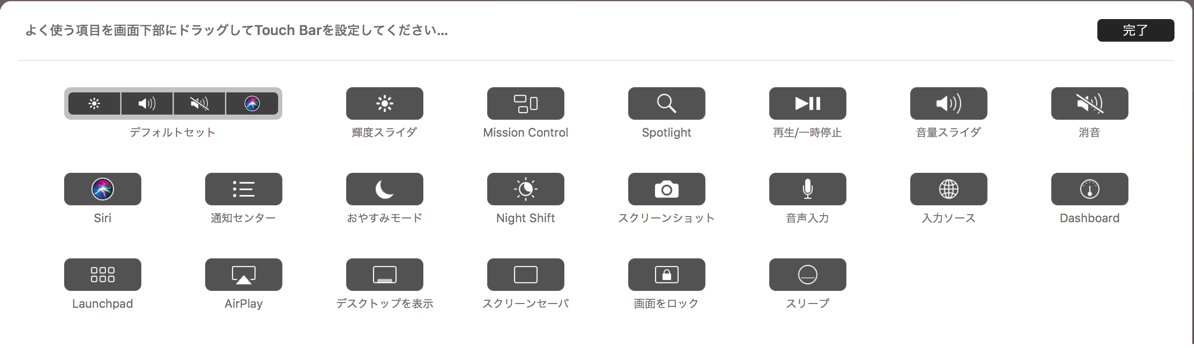 よく使う項目を画面下部にドラッグしてTouch Barを設定してください...
完了
デフォルトセット
輝度スライダ
Mission Control
Spotlight
再生/一時停止
音量スライダ
消音
Siri
通知センター
おやすみモード
Night Shift
スクリーンショット
音声入力
入力ソース
Dashboard
Launchpad
AirPlay
デスクトップを表示
スクリーンセーバ
画面をロック
スリープ